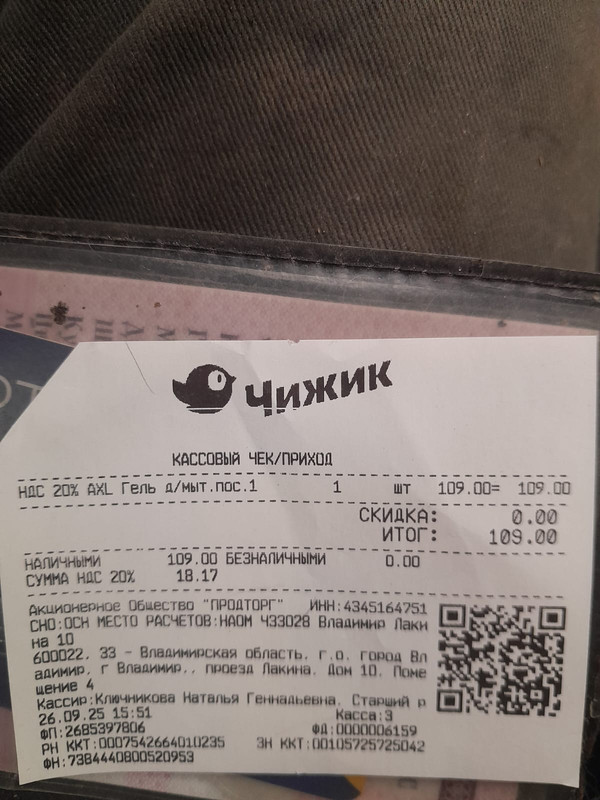 чижик
КАССОВЫЙ ЧЕК/ПРИХОД
НДС 20% AXL Гель д/мыт.пос.1 1 шт 109.00= 109.00
СКИДКА: 0.00
ИТОГ: 109.00
НАЛИЧНЫМИ 109.00 БЕЗНАЛИЧНЫМИ 0.00
СУММА НДС 20% 18.17
Акционерное Общество "ПРОДТОРГ" ИНН:4345164751
СНО:ОСН МЕСТО РАСЧЕТОВ:НАОМ Ч33028 Владимир Лаки
на 10
600022, 33 - Владимирская область, г.о. город Вл
адимир, г Владимир,, проезд Лакина, Дом 10, Поме
щение 4
Кассир:Ключникова Наталья Геннадьевна, Старший р
26.09.25 15:51 Касса:3
ФП:2685397806 ФД:0000006159
РН ККТ:0007542664010235 ЗН ККТ:00105725725042
ФН:7384440800520953